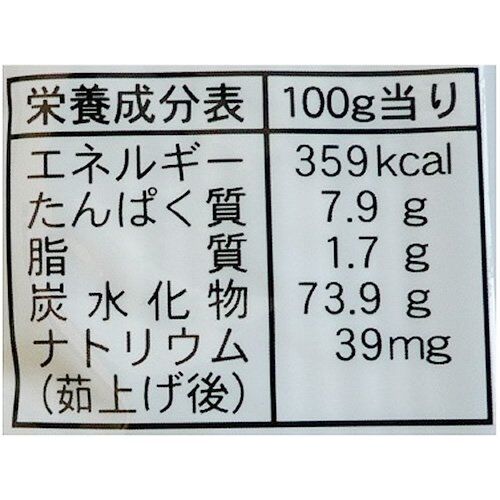 栄養成分表 100g当り
エネルギー 359kcal
たんぱく質 7.9 g
脂質 1.7 g
炭水化物 73.9 g
ナトリウム 39mg
(茹上げ後)